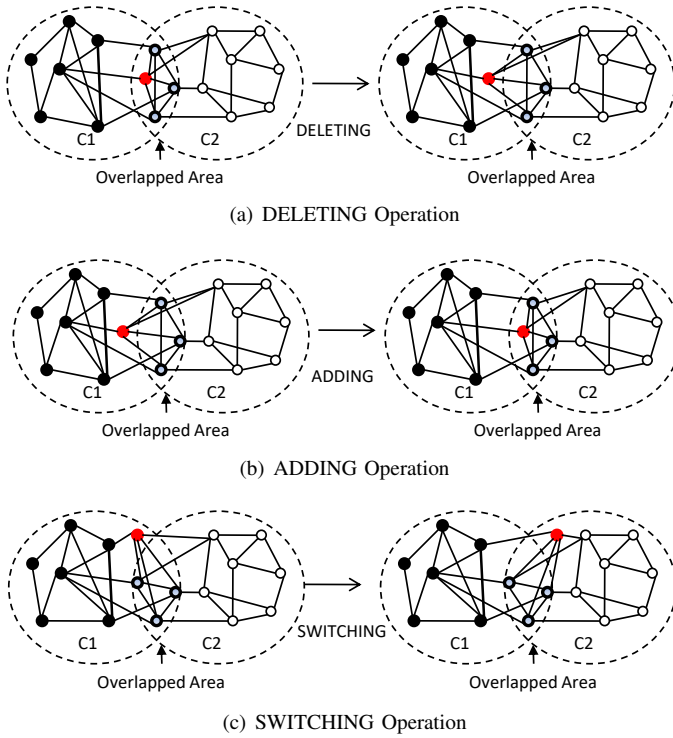 C1
C2
DELETING
C1
C2
Overlapped Area
Overlapped Area
(a) DELETING Operation
C1
C2
ADDING
C1
C2
Overlapped Area
Overlapped Area
(b) ADDING Operation
C1
C2
SWITCHING
C1
C2
Overlapped Area
Overlapped Area
(c) SWITCHING Operation